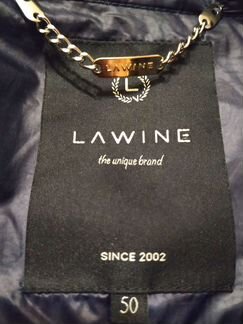 LAWINE
L
LAWINE
the unique brand
SINCE 2002
50